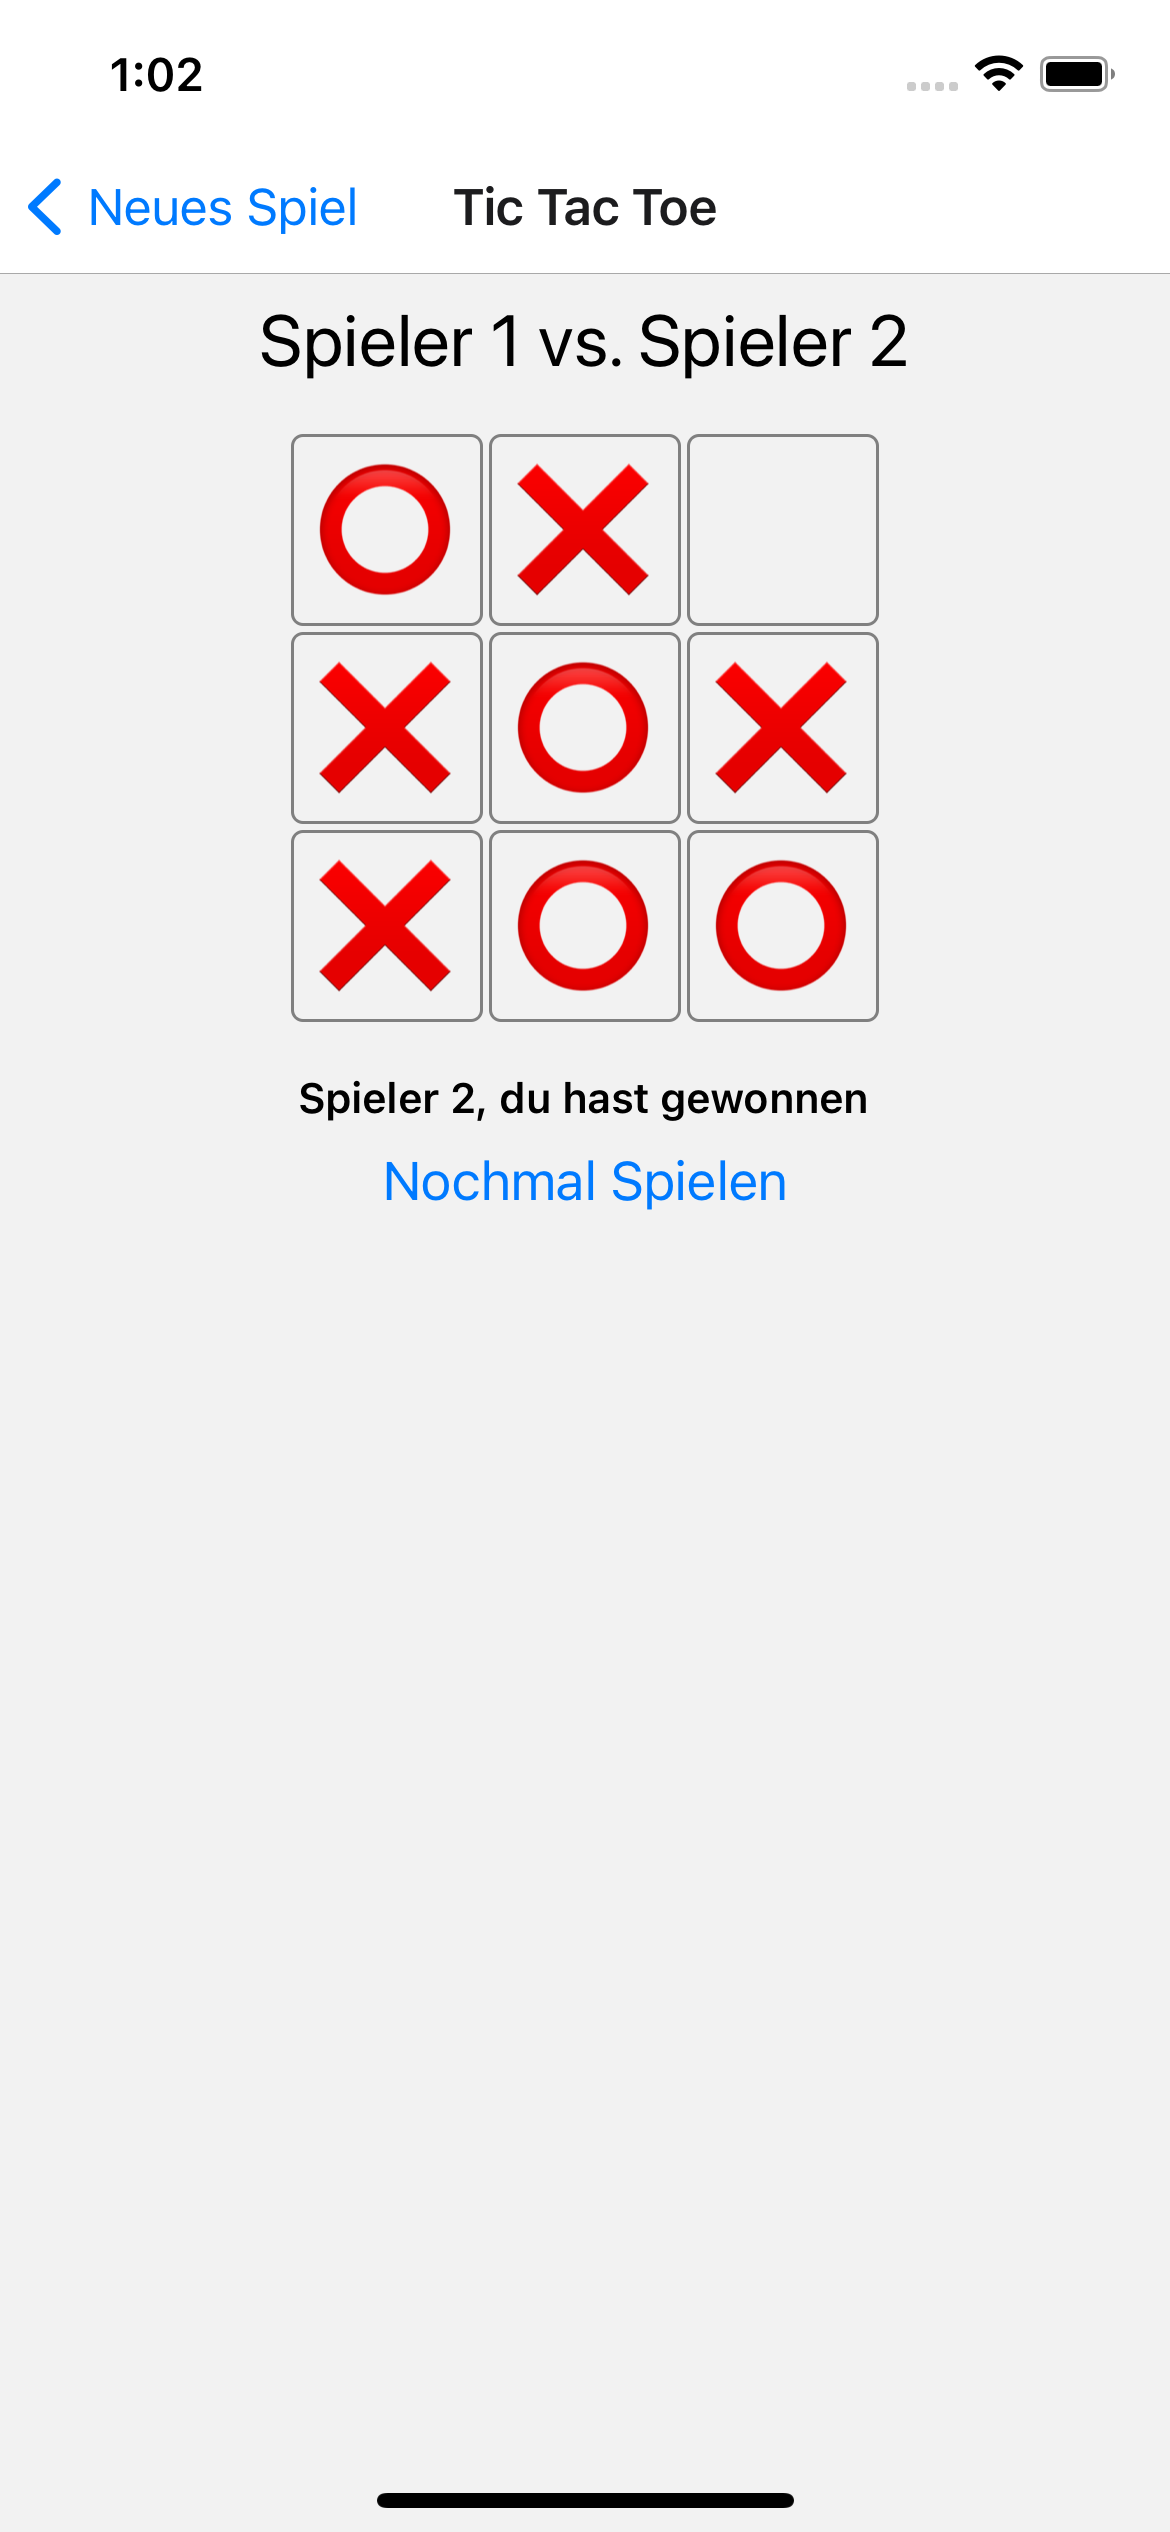 1:02
Neues Spiel
Tic Tac Toe
Spieler 1 vs. Spieler 2
⭕ ❌
❌ ⭕ ❌
❌ ⭕ ⭕
Spieler 2, du hast gewonnen
Nochmal Spielen